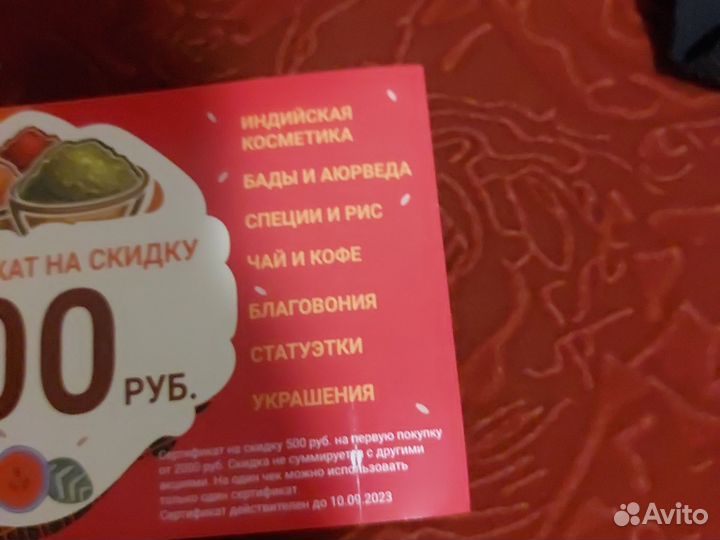 ИНДИЙСКАЯ
КОСМЕТИКА
БАДЫ И АЮРВЕДА
СПЕЦИИ И РИС
ЧАЙ И КОФЕ
БЛАГОВОНИЯ
СТАТУЭТКИ
УКРАШЕНИЯ
КАТ НА СКИДКУ
00 РУБ.
Сертификат на скидку 500 руб. на первую покупку
от 2000 руб. Скидка не суммируется с другими
акциями. На один чек можно использовать
только один сертификат
Сертификат действителен до 10.09.2023
Avito